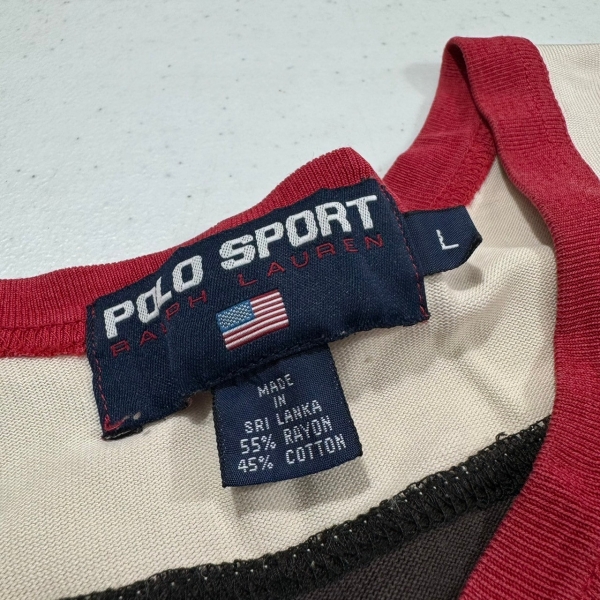 POLO SPORT
RALPH LAUREN
L
MADE
IN
SRI LANKA
55% RAYON
45% COTTON